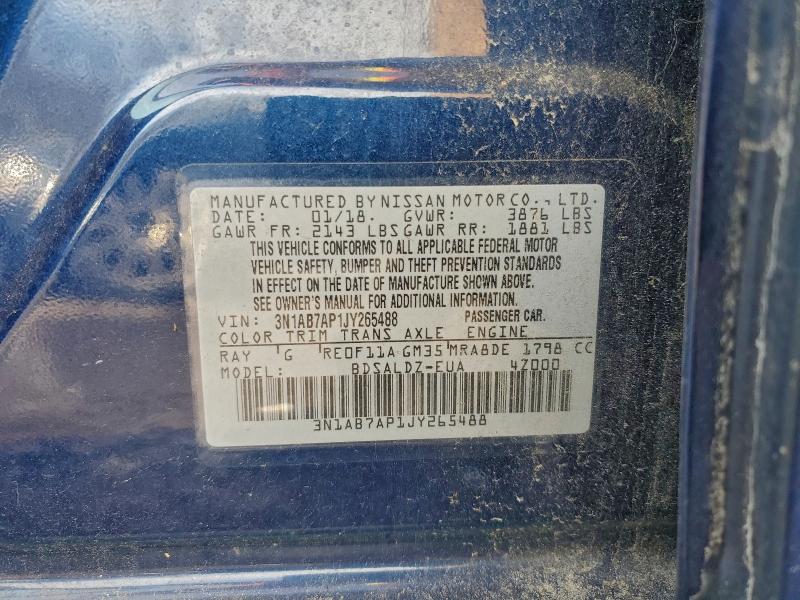 MANUFACTURED BY NISSAN MOTOR CO., LTD.
DATE: 01/18. GVWR: 3876 LBS
GAWR FR: 2143 LBS GAWR RR: 1881 LBS
THIS VEHICLE CONFORMS TO ALL APPLICABLE FEDERAL MOTOR
VEHICLE SAFETY, BUMPER AND THEFT PREVENTION STANDARDS
IN EFFECT ON THE DATE OF MANUFACTURE SHOWN ABOVE.
SEE OWNER'S MANUAL FOR ADDITIONAL INFORMATION.
VIN: 3N1AB7AP1JY265488 PASSENGER CAR.
COLOR TRIM TRANS AXLE ENGINE
RAY G RE0F11A GM35 MRA8DE 1798 CC
MODEL: BDSALDZ-EUA 42000
3N1AB7AP1JY265488